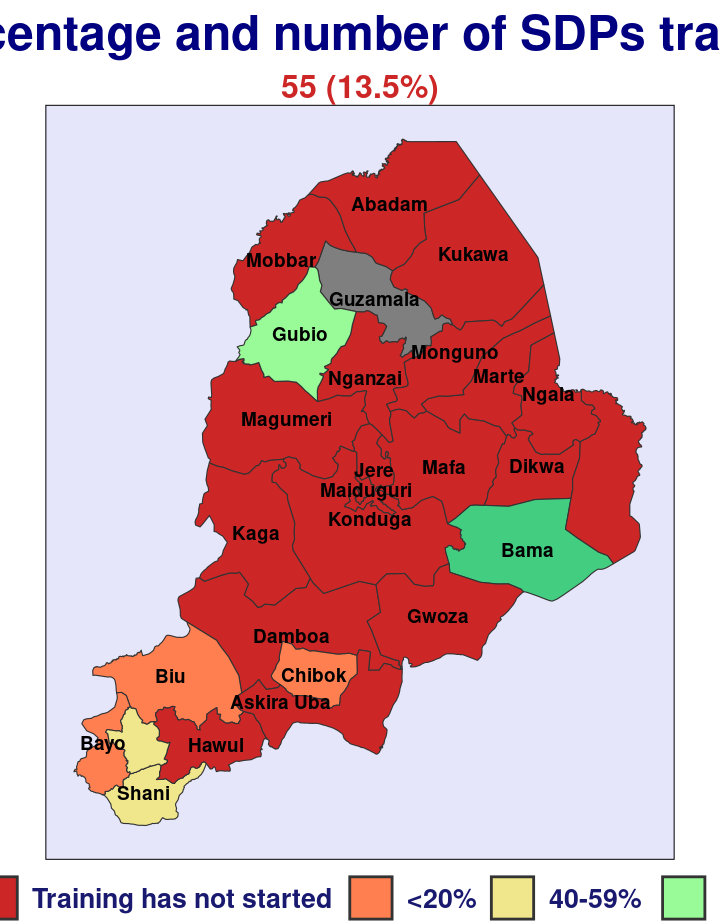 centage and number of SDPs tra
55 (13.5%)
Abadam
Kukawa
Mobbar
Guzamala
Gubio
Monguno
Nganzai
Marte
Ngala
Magumeri
Jere
Mafa
Dikwa
Maiduguri
Konduga
Kaga
Bama
Gwoza
Damboa
Biu
Chibok
Askira Uba
Bayo
Hawul
Shani
Training has not started <20% 40-59%